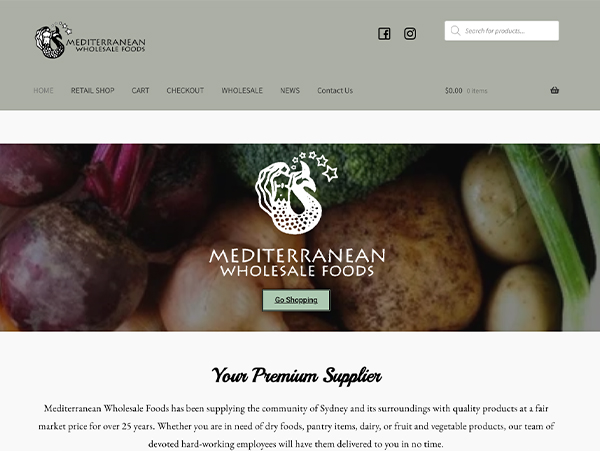 MEDITERRANEAN
WHOLESALE FOODS
Search for products...
HOME RETAIL SHOP CART CHECKOUT WHOLESALE NEWS Contact Us $0.00 0 items
MEDITERRANEAN
WHOLESALE FOODS
Go Shopping
Your Premium Supplier
Mediterranean Wholesale Foods has been supplying the community of Sydney and its surroundings with quality products at a fair
market price for over 25 years. Whether you are in need of dry foods, pantry items, dairy, or fruit and vegetable products, our team of
devoted hard-working employees will have them delivered to you in no time.